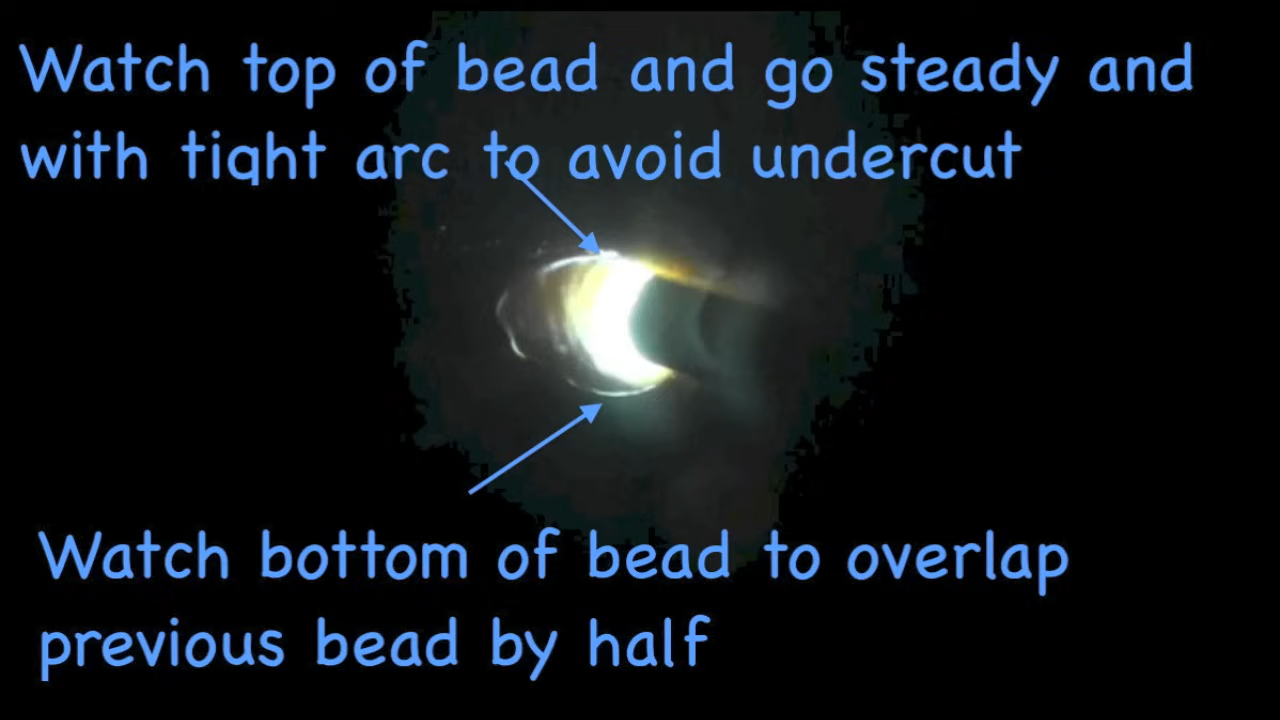 Watch top of bead and go steady and
with tight arc to avoid undercut
Watch bottom of bead to overlap
previous bead by half